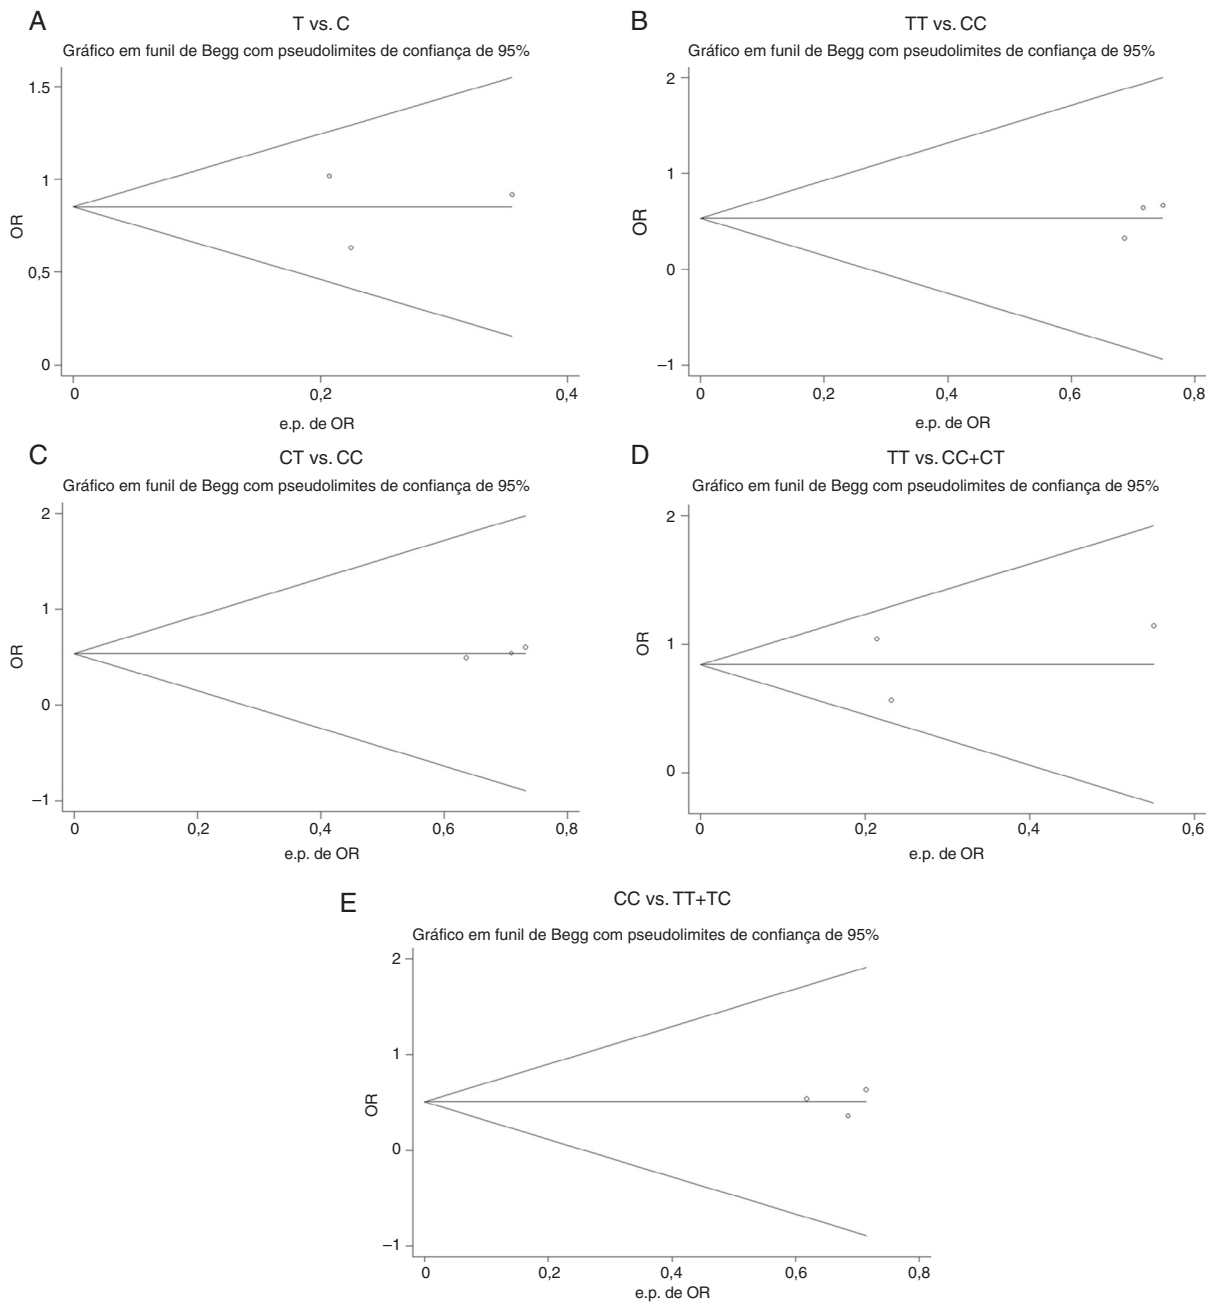 A
T vs. C
Gráfico em funil de Begg com pseudolimites de confiança de 95%
1.5
1
0,5
0
OR
0
0,2
0,4
e.p. de OR
B
TT vs. CC
Gráfico em funil de Begg com pseudolimites de confiança de 95%
2
1
0
–1
OR
0
0,2
0,4
0,6
0,8
e.p. de OR
C
CT vs. CC
Gráfico em funil de Begg com pseudolimites de confiança de 95%
2
1
0
–1
OR
0
0,2
0,4
0,6
0,8
e.p. de OR
D
TT vs. CC+CT
Gráfico em funil de Begg com pseudolimites de confiança de 95%
2
1
0
OR
0
0,2
0,4
0,6
e.p. de OR
E
CC vs. TT+TC
Gráfico em funil de Begg com pseudolimites de confiança de 95%
2
1
0
–1
OR
0
0,2
0,4
0,6
0,8
e.p. de OR